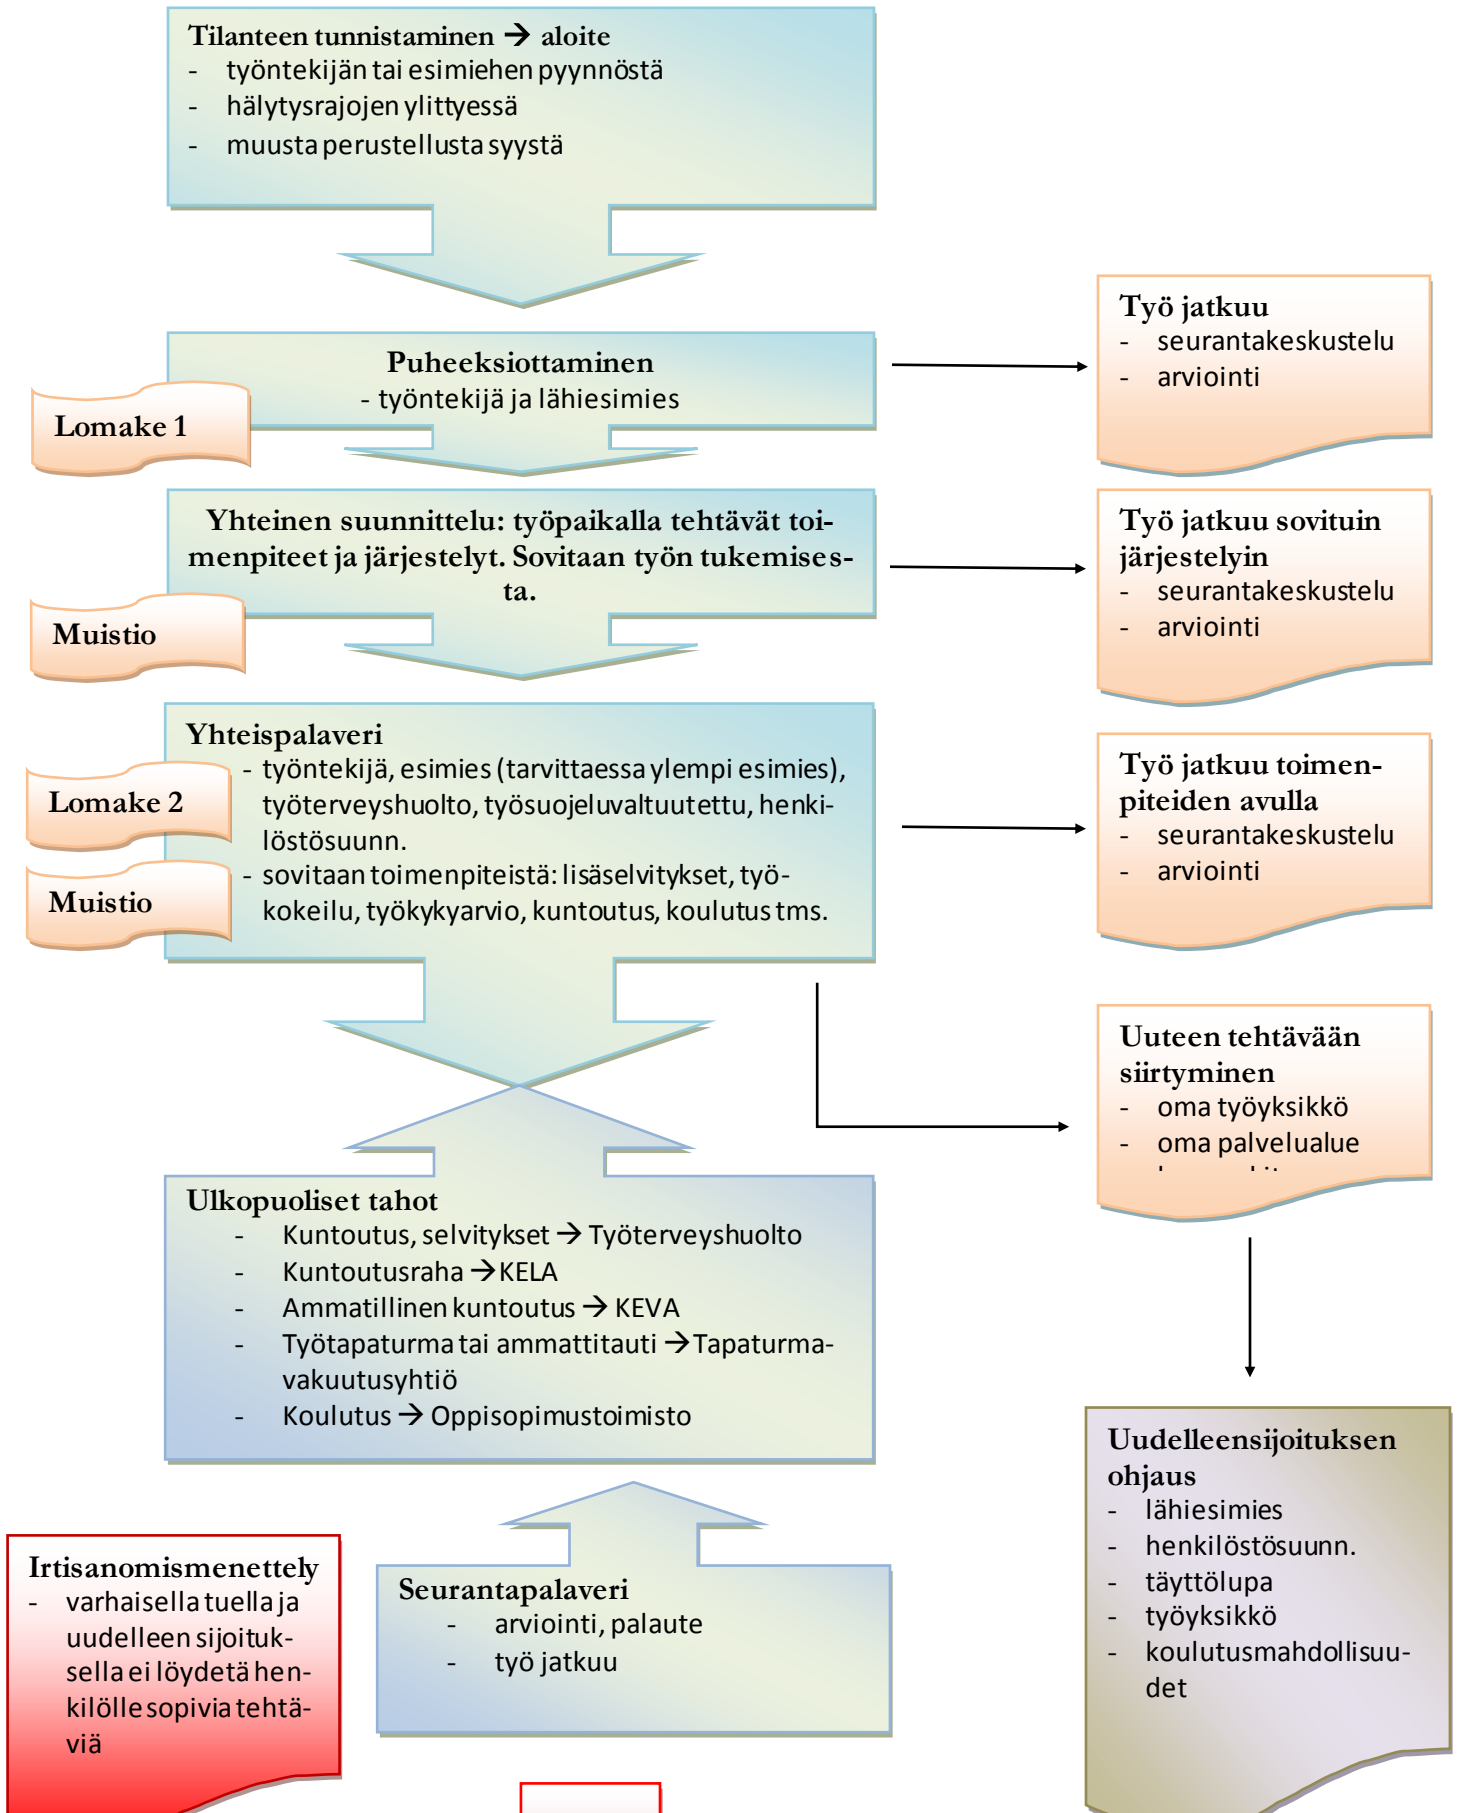 Tilanteen tunnistaminen → aloite
- työntekijän tai esimiehen pyynnöstä
- hälytysrajojen ylittyessä
- muusta perustellusta syystä
Puheeksiottaminen
- työntekijä ja lähiesimies
Lomake 1
Työ jatkuu
- seurantakeskustelu
- arviointi
Yhteinen suunnittelu: työpaikalla tehtävät toi-
menpiteet ja järjestelyt. Sovitaan työn tukemises-
ta.
Muistio
Työ jatkuu sovituin
järjestelyin
- seurantakeskustelu
- arviointi
Yhteispalaveri
- työntekijä, esimies (tarvittaessa ylempi esimies),
työterveyshuolto, työsuojeluvaltuutettu, henki-
löstösuunn.
- sovitaan toimenpiteistä: lisäselvitykset, työ-
kokeilu, työkykyarvio, kuntoutus, koulutus tms.
Lomake 2
Muistio
Työ jatkuu toimen-
piteiden avulla
- seurantakeskustelu
- arviointi
Uuteen tehtävään
siirtyminen
- oma työyksikkö
- oma palvelualue
Ulkopuoliset tahot
- Kuntoutus, selvitykset → Työterveyshuolto
- Kuntoutusraha → KELA
- Ammatillinen kuntoutus → KEVA
- Työtapaturma tai ammattitauti → Tapaturma-
vakuutusyhtiö
- Koulutus → Oppisopimustoimisto
Uudelleensijoituksen
ohjaus
- lähiesimies
- henkilöstösuunn.
- täyttölupa
- työyksikkö
- koulutusmahdollisuu-
det
Irtisanomismenettely
- varhaisella tuella ja
uudelleen sijoituk-
sella ei löydetä hen-
kilölle sopivia tehtä-
viä
Seurantapalaveri
- arviointi, palaute
- työ jatkuu